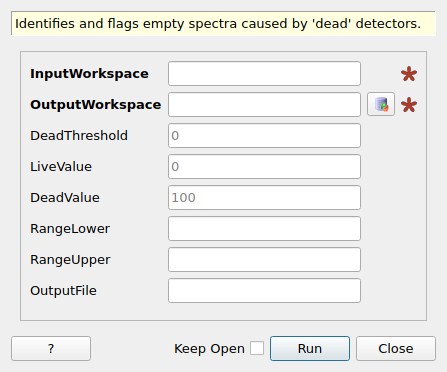 Identifies and flags empty spectra caused by 'dead' detectors.
InputWorkspace
OutputWorkspace
DeadThreshold 0
LiveValue 0
DeadValue 100
RangeLower
RangeUpper
OutputFile
? Keep Open Run Close